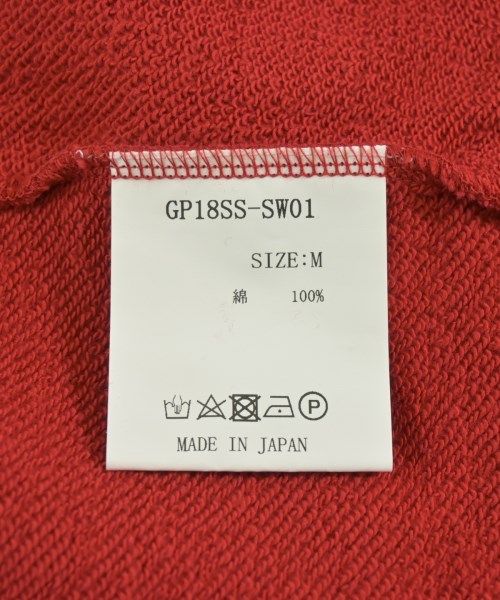 GP18SS-SW01
SIZE:M
綿 100%
P
MADE IN JAPAN